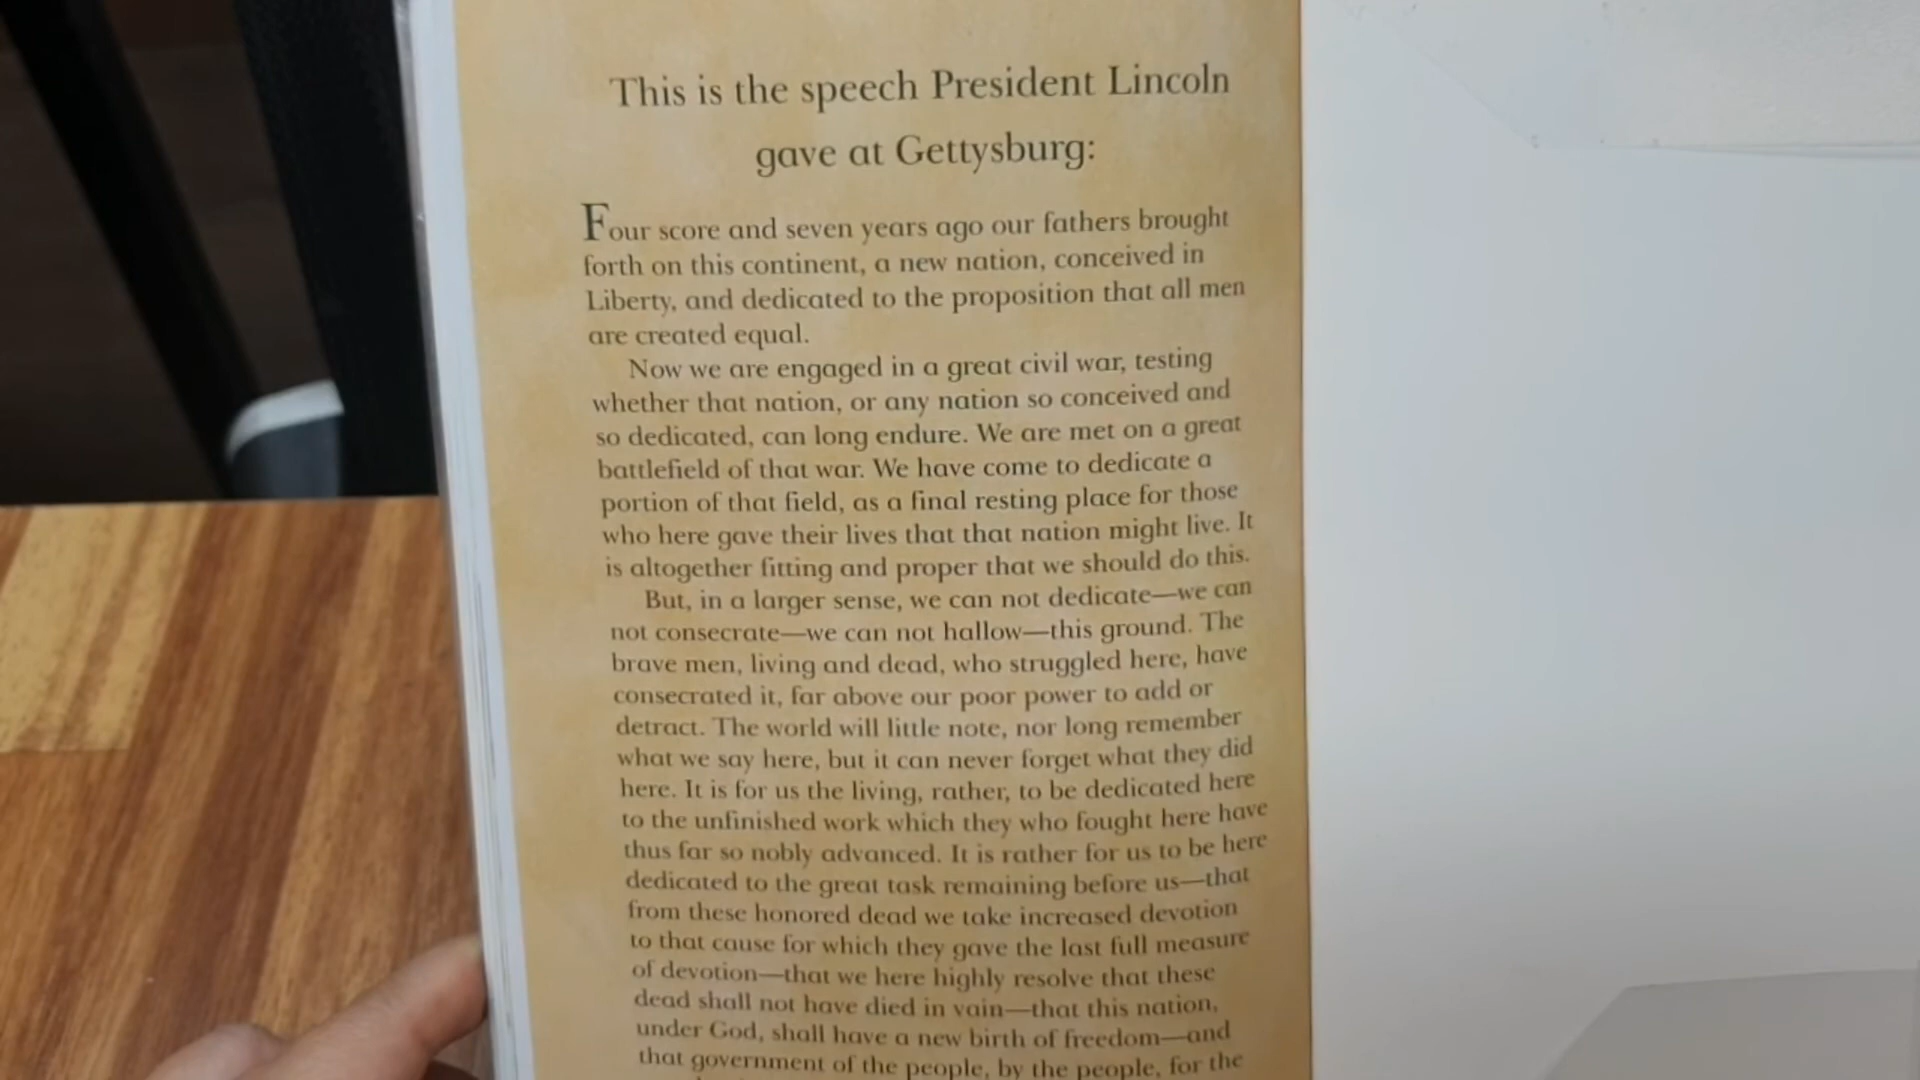 This is the speech President Lincoln
gave at Gettysburg:
Four score and seven years ago our fathers brought
forth on this continent, a new nation, conceived in
Liberty, and dedicated to the proposition that all men
are created equal.
Now we are engaged in a great civil war, testing
whether that nation, or any nation so conceived and
so dedicated, can long endure. We are met on a great
battlefield of that war. We have come to dedicate a
portion of that field, as a final resting place for those
who here gave their lives that that nation might live. It
is altogether fitting and proper that we should do this.
But, in a larger sense, we can not dedicate—we can
not consecrate—we can not hallow—this ground. The
brave men, living and dead, who struggled here, have
consecrated it, far above our poor power to add or
detract. The world will little note, nor long remember
what we say here, but it can never forget what they did
here. It is for us the living, rather, to be dedicated here
to the unfinished work which they who fought here have
thus far so nobly advanced. It is rather for us to be here
dedicated to the great task remaining before us—that
from these honored dead we take increased devotion
to that cause for which they gave the last full measure
of devotion—that we here highly resolve that these
dead shall not have died in vain—that this nation,
under God, shall have a new birth of freedom—and
that government of the people, by the people, for the